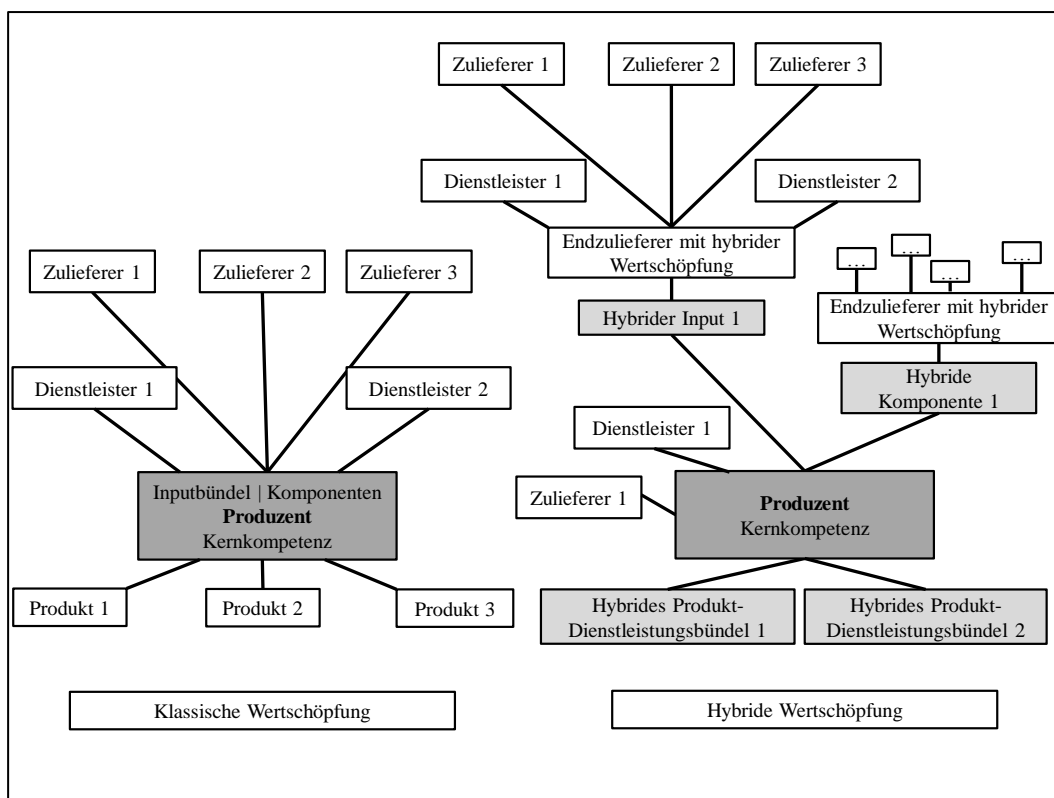 Zulieferer 1
Zulieferer 2
Zulieferer 3
Dienstleister 1
Dienstleister 2
Inputbündel | Komponenten
Produzent
Kernkompetenz
Produkt 1
Produkt 2
Produkt 3
Klassische Wertschöpfung
Zulieferer 1
Zulieferer 2
Zulieferer 3
Dienstleister 1
Dienstleister 2
Endzulieferer mit hybrider
Wertschöpfung
Hybrider Input 1
...
...
...
...
Endzulieferer mit hybrider
Wertschöpfung
Hybride
Komponente 1
Dienstleister 1
Zulieferer 1
Produzent
Kernkompetenz
Hybrides Produkt-
Dienstleistungsbündel 1
Hybrides Produkt-
Dienstleistungsbündel 2
Hybride Wertschöpfung